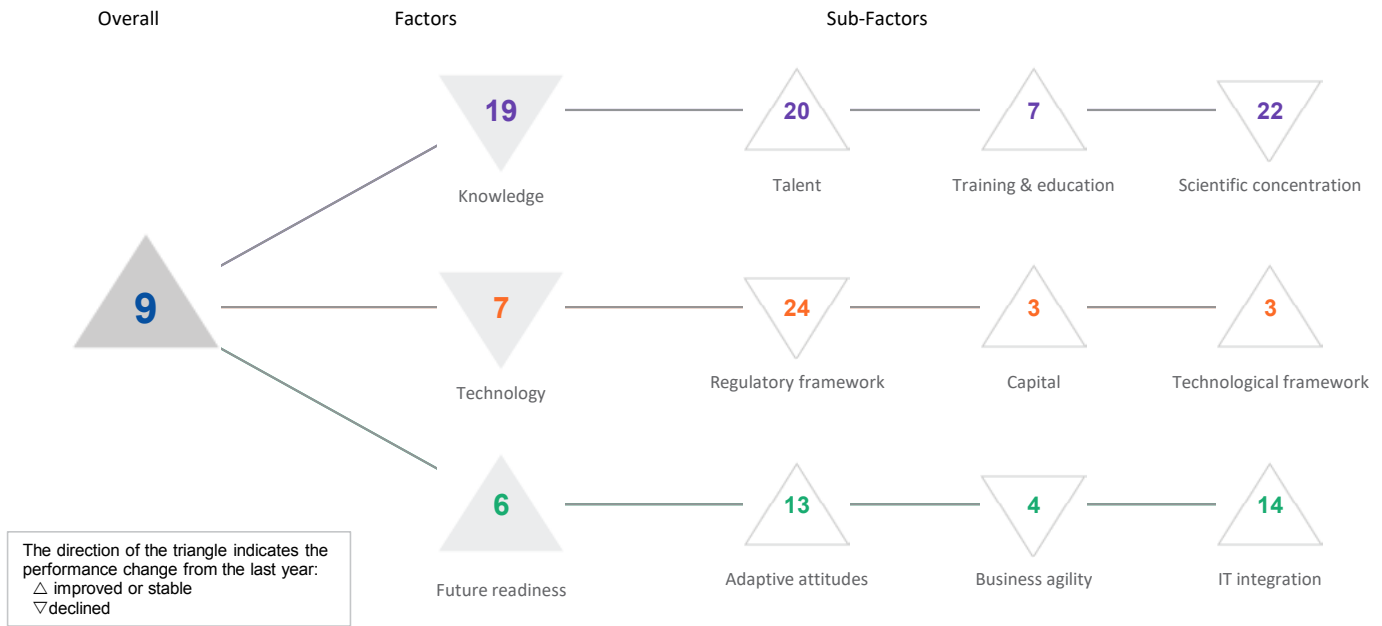 Overall
Factors
Sub-Factors
19
20
7
22
Knowledge
Talent
Training & education
Scientific concentration
9
7
24
3
3
Technology
Regulatory framework
Capital
Technological framework
6
13
4
14
Future readiness
Adaptive attitudes
Business agility
IT integration
The direction of the triangle indicates the
performance change from the last year:
△ improved or stable
▽declined